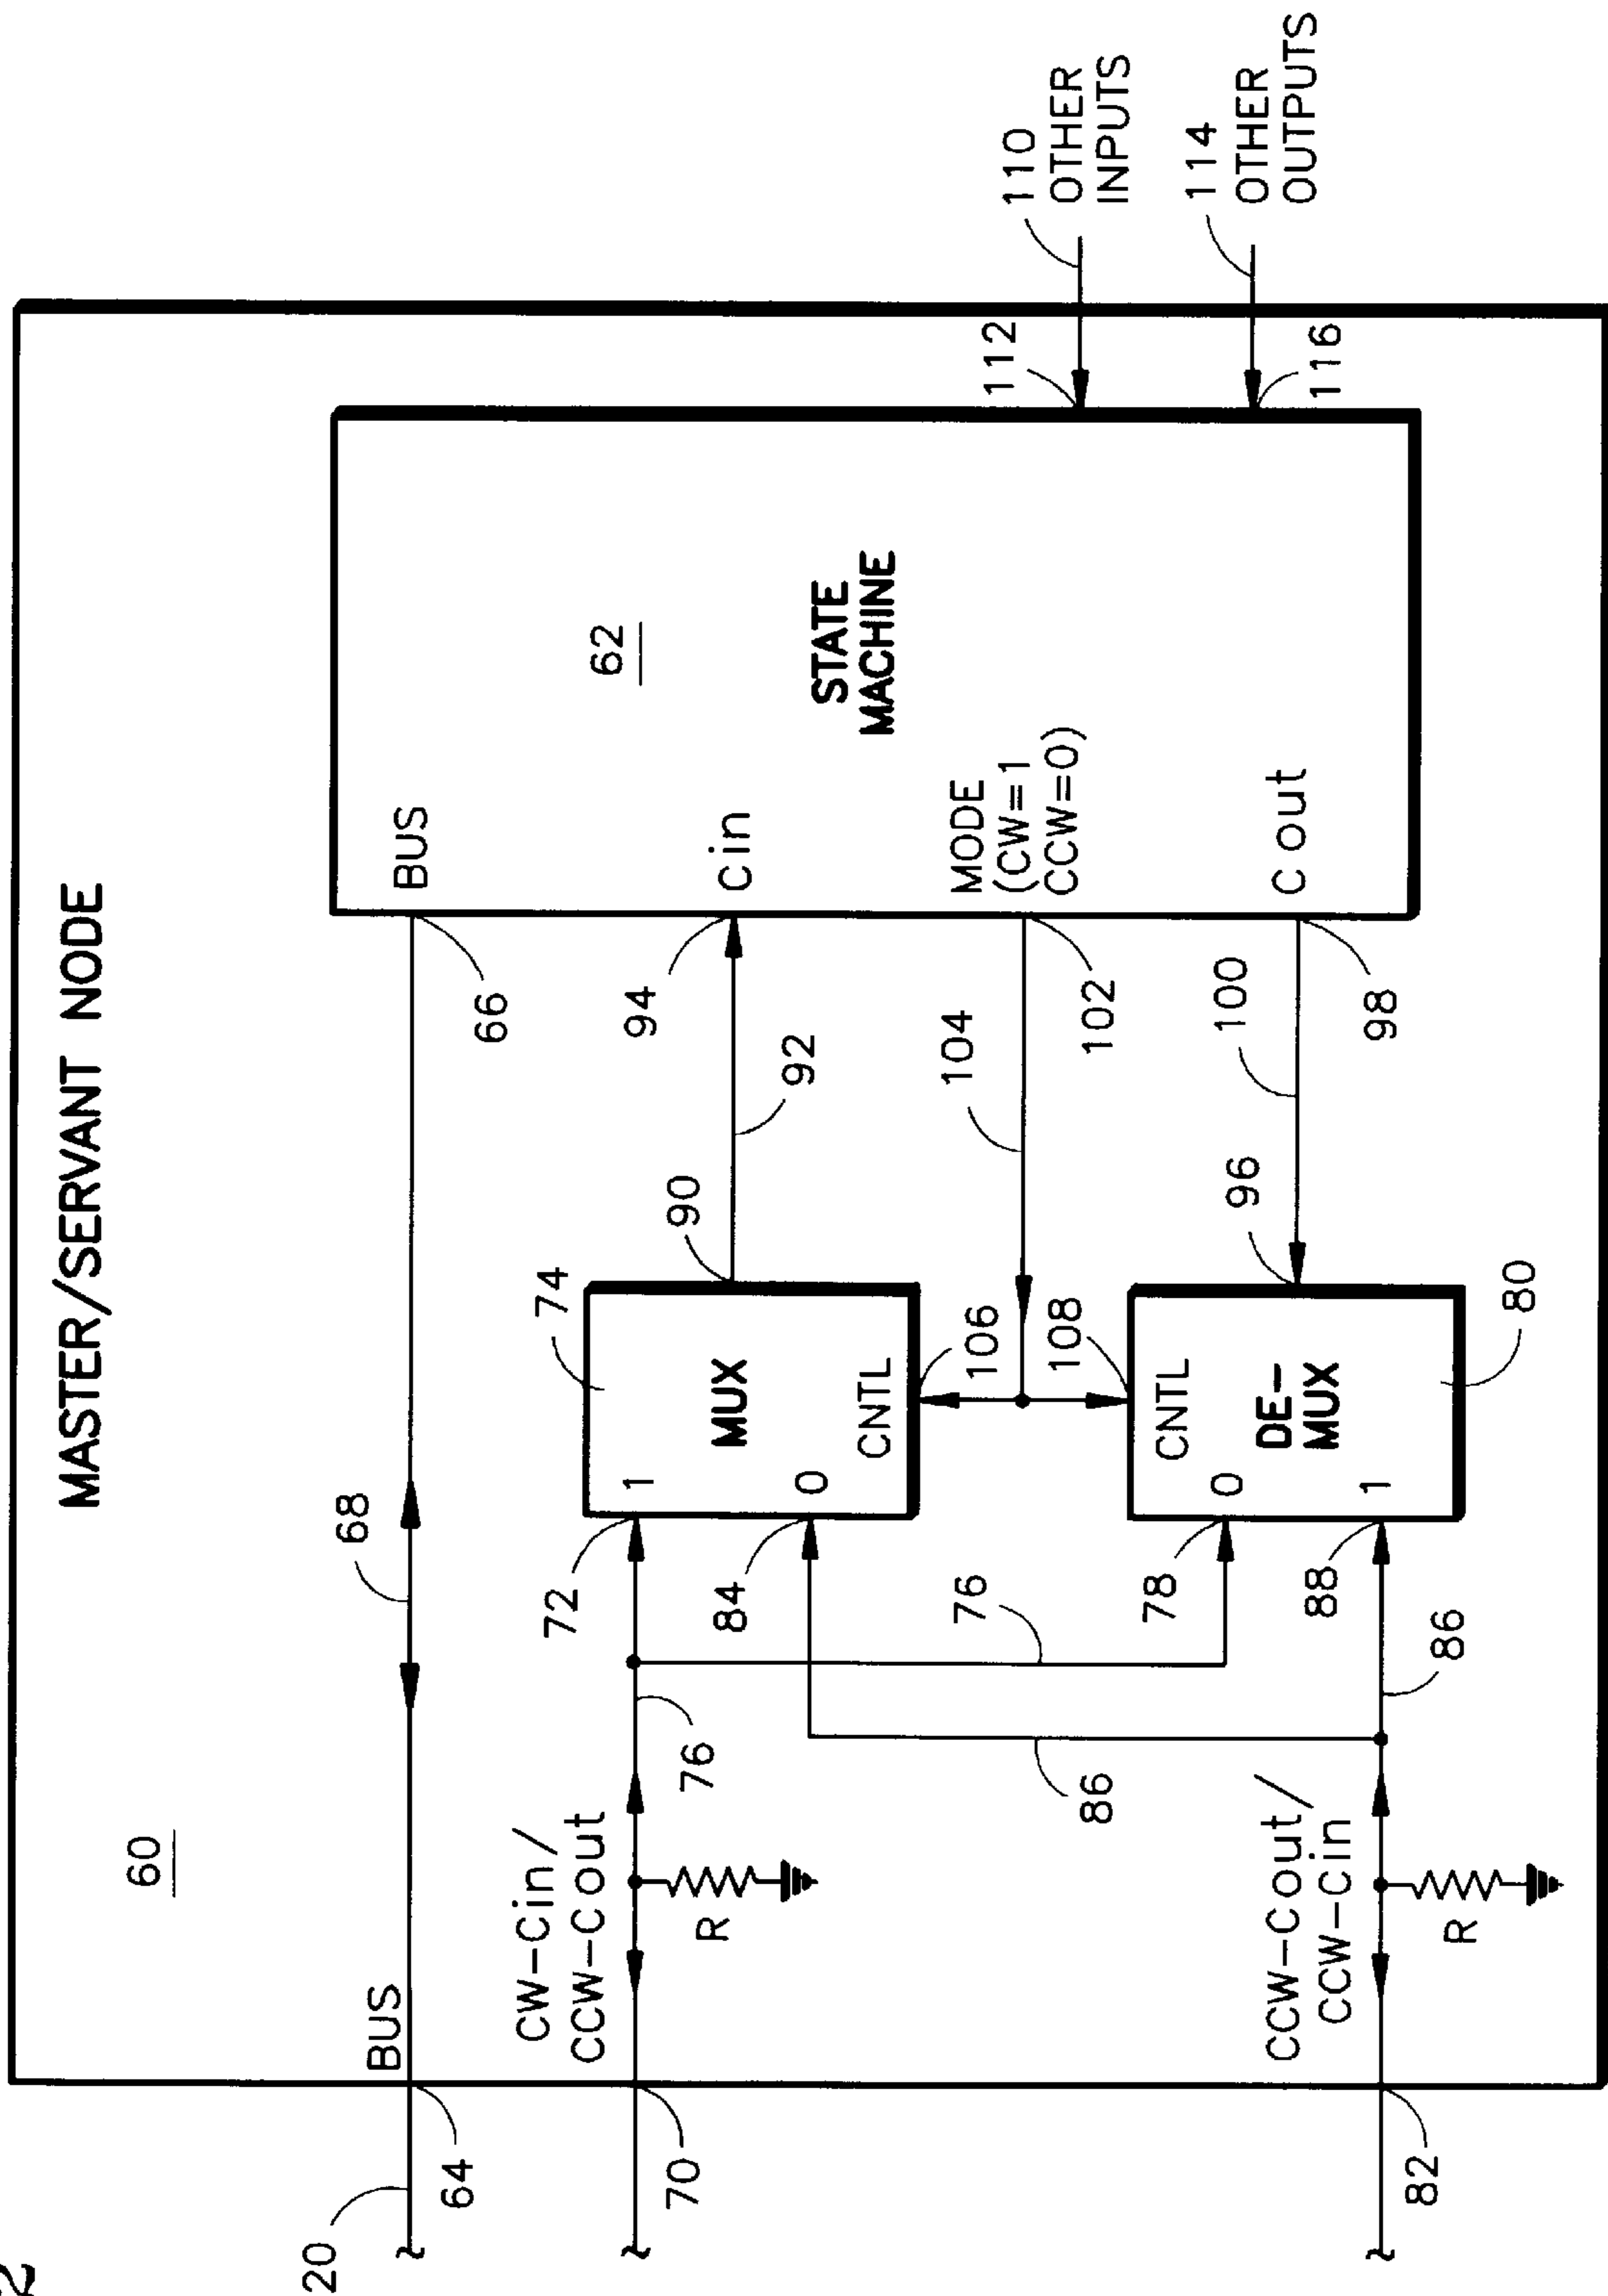 MASTER/SERVANT NODE
60
20
BUS
64
68
66
BUS
62
STATE
MACHINE
CW-Cin/
CCW-Cout
R
70
76
72
74
1
MUX
0
CNTL
84
90
92
94
Cin
76
86
106
104
102
MODE
(CW=1
CCW=0)
108
112
110
OTHER
INPUTS
78
CNTL
0
DE-
MUX
1
96
100
98
C out
116
114
OTHER
OUTPUTS
CCW-Cout/
CCW-Cin
R
82
86
88
80
2